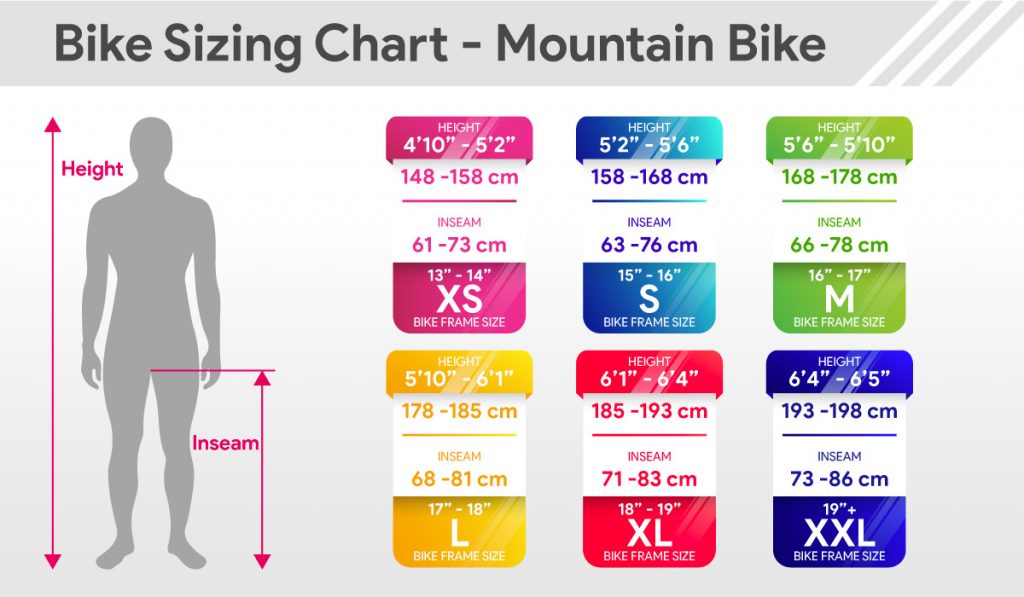 Bike Sizing Chart - Mountain Bike
Height
Inseam
HEIGHT
4’10” - 5’2”
148 -158 cm
INSEAM
61 -73 cm
13” - 14”
XS
BIKE FRAME SIZE
HEIGHT
5’2” - 5’6”
158 -168 cm
INSEAM
63 -76 cm
15” - 16”
S
BIKE FRAME SIZE
HEIGHT
5’6” - 5’10”
168 -178 cm
INSEAM
66 -78 cm
16” - 17”
M
BIKE FRAME SIZE
HEIGHT
5’10” - 6’1”
178 -185 cm
INSEAM
68 -81 cm
17” - 18”
L
BIKE FRAME SIZE
HEIGHT
6’1” - 6’4”
185 -193 cm
INSEAM
71 -83 cm
18” - 19”
XL
BIKE FRAME SIZE
HEIGHT
6’4” - 6’5”
193 -198 cm
INSEAM
73 -86 cm
19”+
XXL
BIKE FRAME SIZE